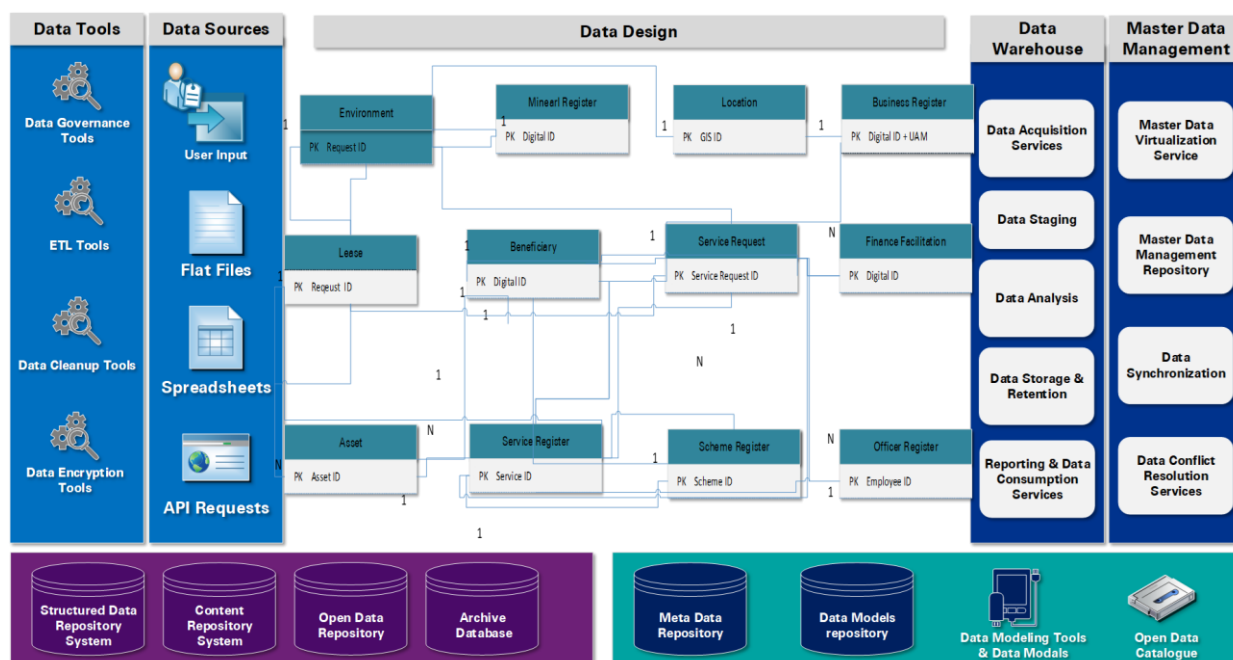 Data Tools
Data Sources
Data Design
Data
Warehouse
Master Data
Management
Data Governance
Tools
ETL Tools
Data Cleanup Tools
Data Encryption
Tools
User Input
Flat Files
Spreadsheets
API Requests
Environment
PK Request ID
Minearl Register
PK Digital ID
Location
PK GIS ID
Business Register
PK Digital ID + UAM
1
1
1
1
Lease
PK Reqeust ID
Beneficiary
PK Digital ID
Service Request
PK Service Request ID
Finance Facilitation
PK Digital ID
1
1
1
N
1
1
1
1
N
Asset
PK Asset ID
Service Register
PK Service ID
Scheme Register
PK Scheme ID
Officer Register
PK Employee ID
N
N
N
1
1
1
1
Data Acquisition
Services
Data Staging
Data Analysis
Data Storage &
Retention
Reporting & Data
Consumption
Services
Master Data
Virtualization
Service
Master Data
Management
Repository
Data
Synchronization
Data Conflict
Resolution
Services
Structured Data
Repository
System
Content
Repository
System
Open Data
Repository
Archive
Database
Meta Data
Repository
Data Models
repository
Data Modeling Tools
& Data Modals
Open Data
Catalogue